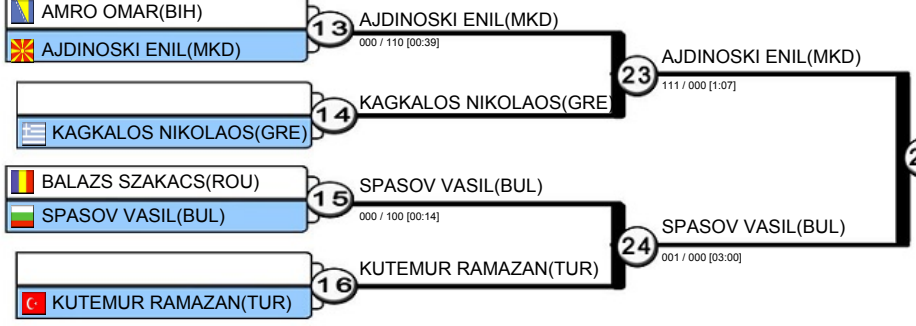 AMRO OMAR(BIH)
AJDINOSKI ENIL(MKD)
13
AJDINOSKI ENIL(MKD)
000 / 110 [00:39]
23
AJDINOSKI ENIL(MKD)
111 / 000 [1:07]
KAGKALOS NIKOLAOS(GRE)
14
KAGKALOS NIKOLAOS(GRE)
BALAZS SZAKACS(ROU)
SPASOV VASIL(BUL)
15
SPASOV VASIL(BUL)
000 / 100 [00:14]
24
SPASOV VASIL(BUL)
001 / 000 [03:00]
KUTEMUR RAMAZAN(TUR)
16
KUTEMUR RAMAZAN(TUR)